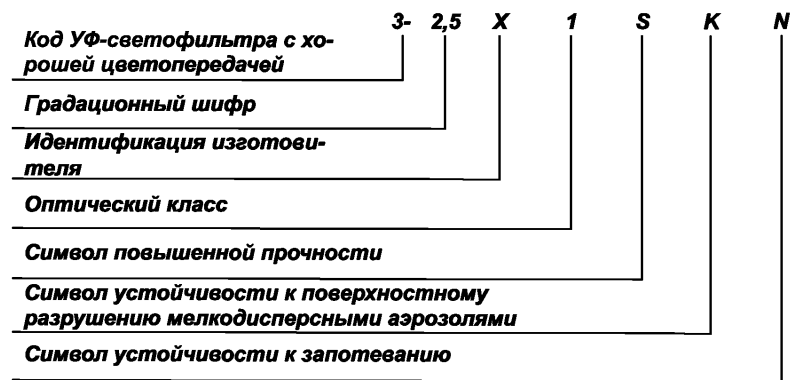 3- 2,5 X 1 S K N
Код УФ-светофильтра с хо-
рошей цветопередачей
Градационный шифр
Идентификация изготови-
теля
Оптический класс
Символ повышенной прочности
Символ устойчивости к поверхностному
разрушению мелкодисперсными аэрозолями
Символ устойчивости к запотеванию